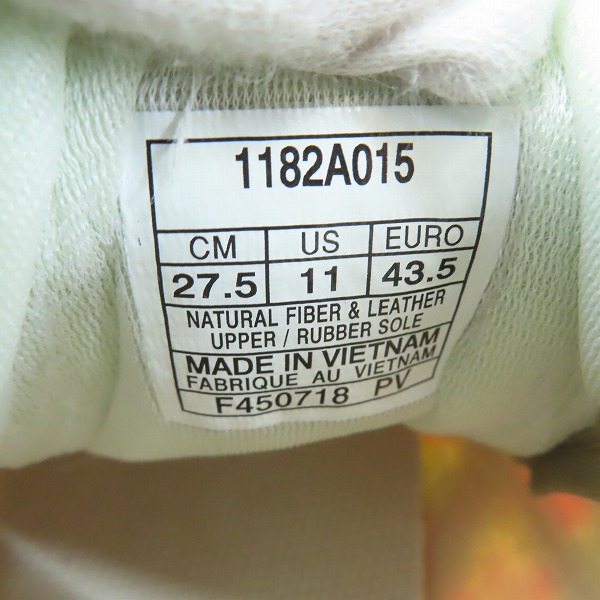 1182A015
CM US EURO
27.5 11 43.5
NATURAL FIBER & LEATHER
UPPER / RUBBER SOLE
MADE IN VIETNAM
FABRIQUE AU VIETNAM
F450718 PV